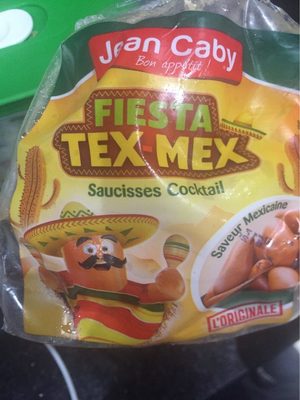 Jean Caby
Bon appétit !
FIESTA
TEX-MEX
Saucisses Cocktail
Saveur Mexicaine
L'ORIGINALE